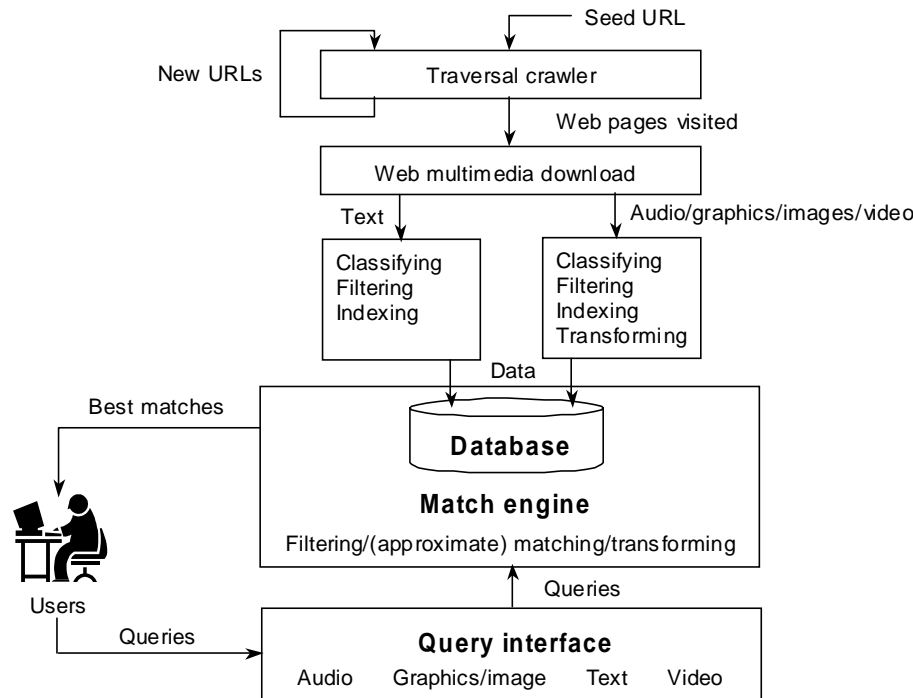 Seed URL
New URLs
Traversal crawler
Web pages visited
Web multimedia download
Text
Audio/graphics/images/video
Classifying
Filtering
Indexing
Classifying
Filtering
Indexing
Transforming
Data
Best matches
Database
Match engine
Filtering/(approximate) matching/transforming
Users
Queries
Queries
Query interface
Audio Graphics/image Text Video